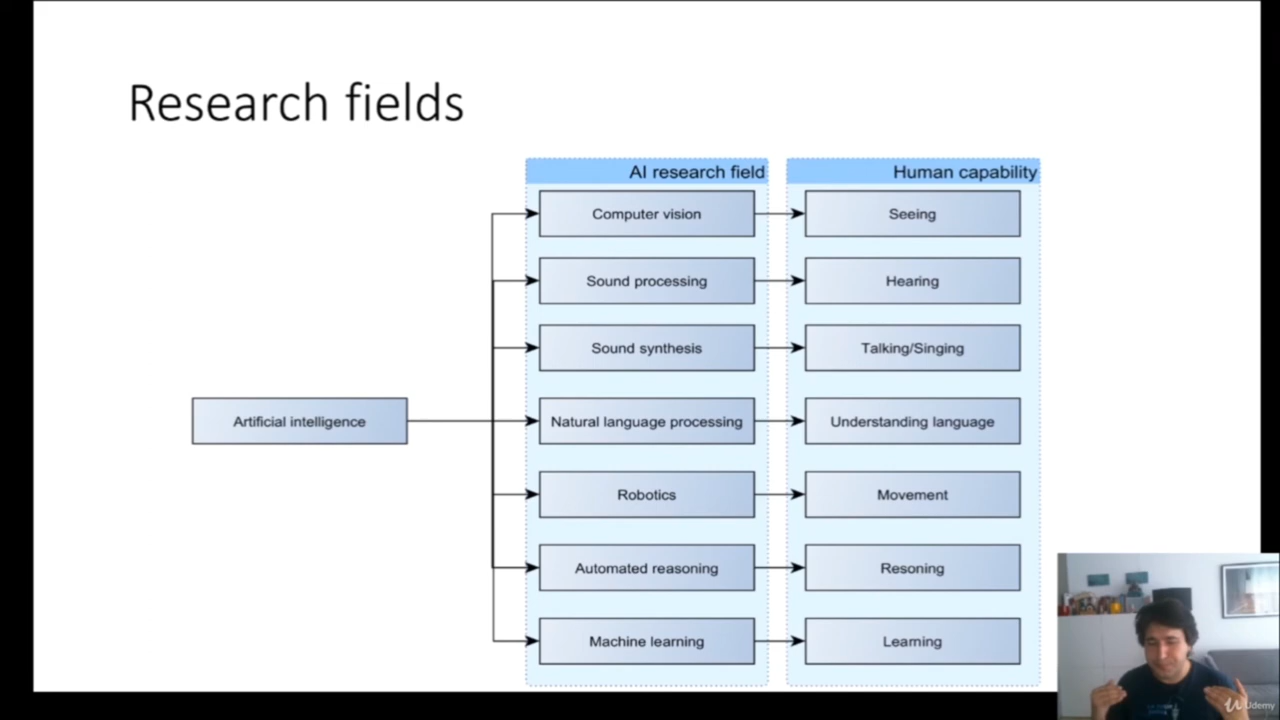 Research fields
AI research field
Human capability
Computer vision
Seeing
Sound processing
Hearing
Sound synthesis
Talking/Singing
Artificial intelligence
Natural language processing
Understanding language
Robotics
Movement
Automated reasoning
Resoning
Machine learning
Learning
Udemy